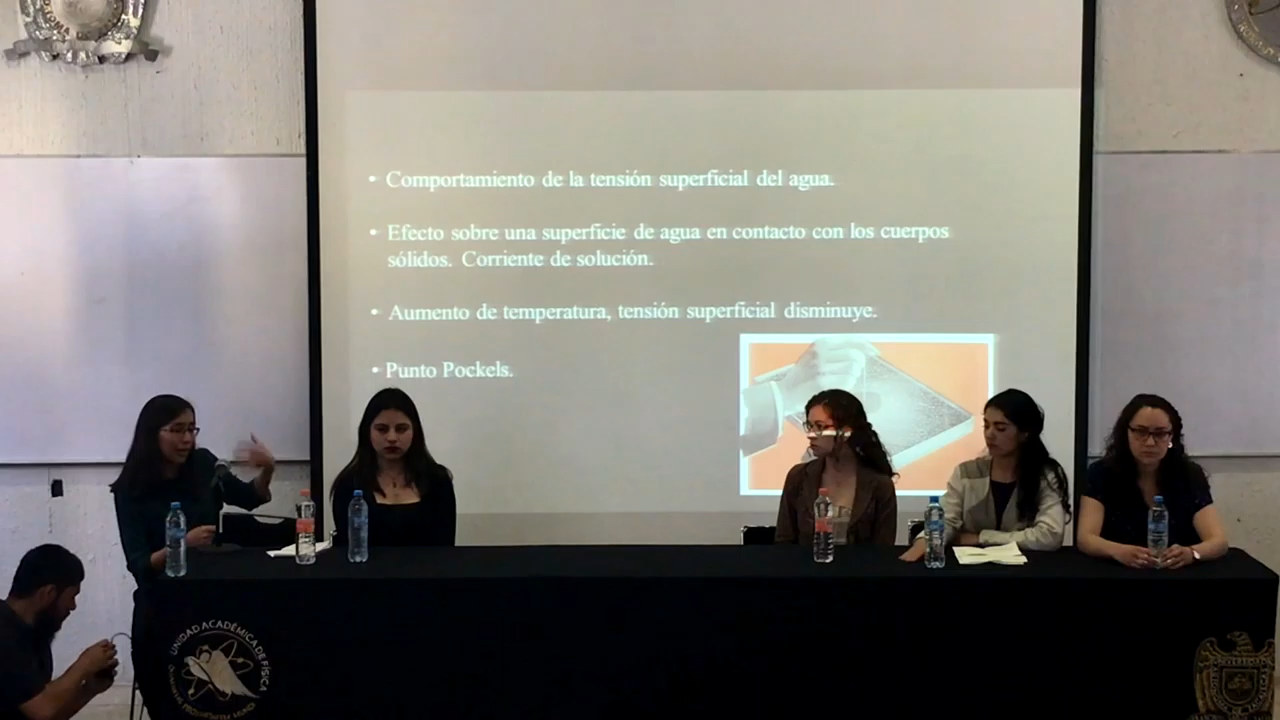 • Comportamiento de la tensión superficial del agua.
• Efecto sobre una superficie de agua en contacto con los cuerpos
sólidos. Corriente de solución.
• Aumento de temperatura, tensión superficial disminuye.
• Punto Pockels.
UNIDAD ACADÉMICA DE FÍSICA